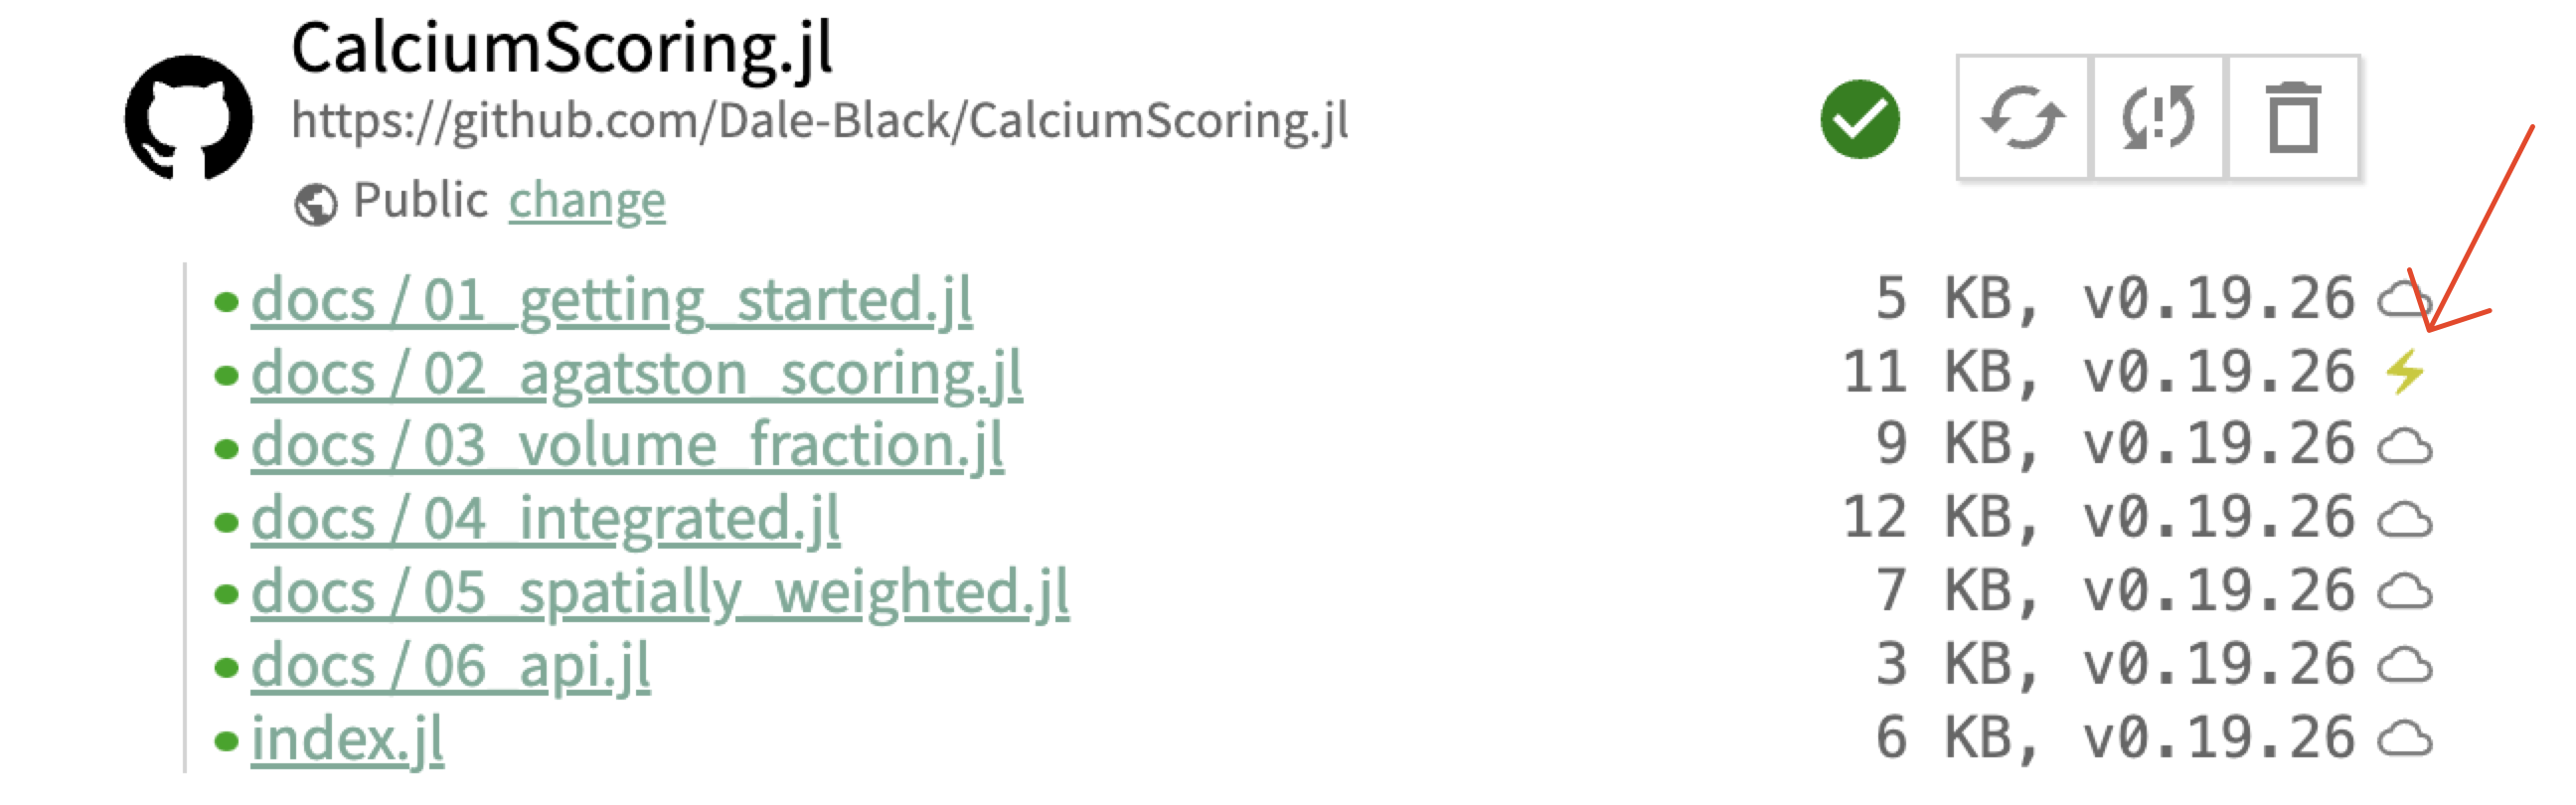 CalciumScoring.jl
https://github.com/Dale-Black/CalciumScoring.jl
Public change
docs / 01_getting_started.jl 5 KB, v0.19.26
docs / 02_agatston_scoring.jl 11 KB, v0.19.26
docs / 03_volume_fraction.jl 9 KB, v0.19.26
docs / 04_integrated.jl 12 KB, v0.19.26
docs / 05_spatially_weighted.jl 7 KB, v0.19.26
docs / 06_api.jl 3 KB, v0.19.26
index.jl 6 KB, v0.19.26